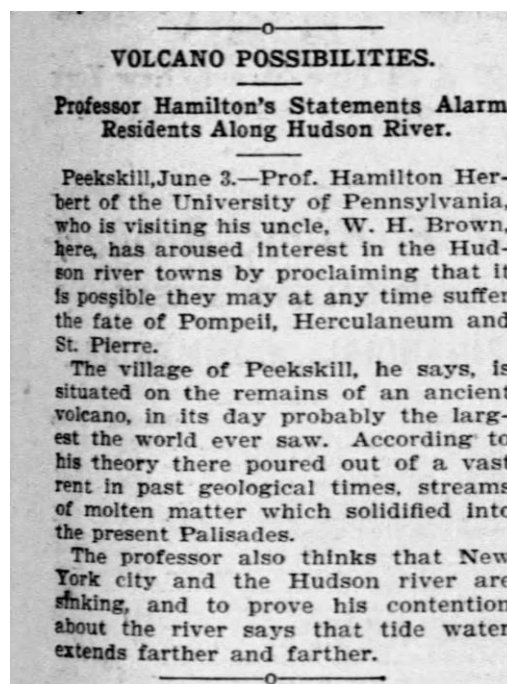 VOLCANO POSSIBILITIES.
Professor Hamilton's Statements Alarm
Residents Along Hudson River.
Peekskill, June 3.—Prof. Hamilton Her-
bert of the University of Pennsylvania,
who is visiting his uncle, W. H. Brown,
here, has aroused interest in the Hud-
son river towns by proclaiming that it
is possible they may at any time suffer
the fate of Pompeii, Herculaneum and
St. Pierre.
The village of Peekskill, he says, is
situated on the remains of an ancient
volcano, in its day probably the larg-
est the world ever saw. According to
his theory there poured out of a vast
rent in past geological times, streams
of molten matter which solidified into
the present Palisades.
The professor also thinks that New
York city and the Hudson river are
sinking, and to prove his contention
about the river says that tide water
extends farther and farther.